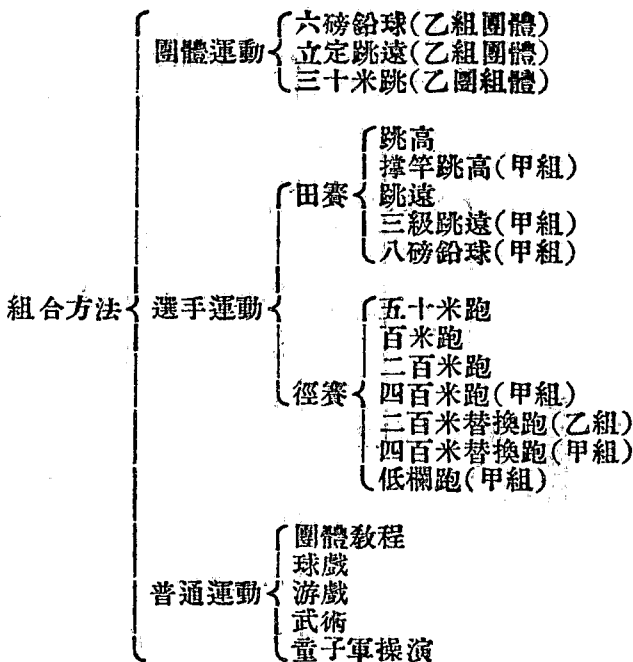 組合方法
團體運動
六磅鉛球(乙組團體)
立定跳遠(乙組團體)
三十米跳(乙團組體)
選手運動
田賽
跳高
撐竿跳高(甲組)
跳遠
三級跳遠(甲組)
八磅鉛球(甲組)
徑賽
五十米跑
百米跑
二百米跑
四百米跑(甲組)
二百米替換跑(乙組)
四百米替換跑(甲組)
低欄跑(甲組)
普通運動
團體教程
球戲
游戲
武術
童子軍操演